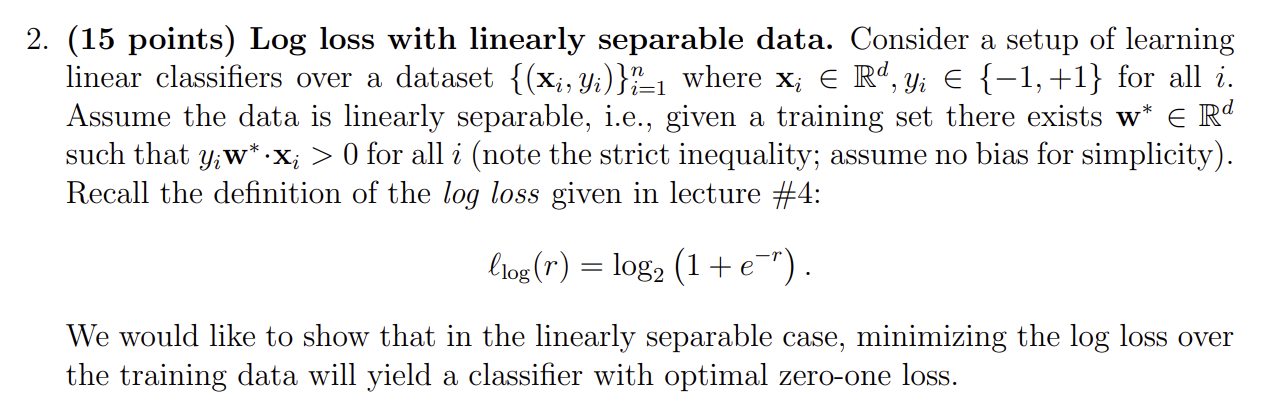 2. (15 points) Log loss with linearly separable data. Consider a setup of learning
linear classifiers over a dataset {(x_i, y_i)}_{i=1}^n where x_i ∈ ℝ^d, y_i ∈ {−1, +1} for all i.
Assume the data is linearly separable, i.e., given a training set there exists w* ∈ ℝ^d
such that y_i w* · x_i > 0 for all i (note the strict inequality; assume no bias for simplicity).
Recall the definition of the log loss given in lecture #4:
ℓ_log(r) = log_2 (1 + e^{−r}) .
We would like to show that in the linearly separable case, minimizing the log loss over
the training data will yield a classifier with optimal zero-one loss.